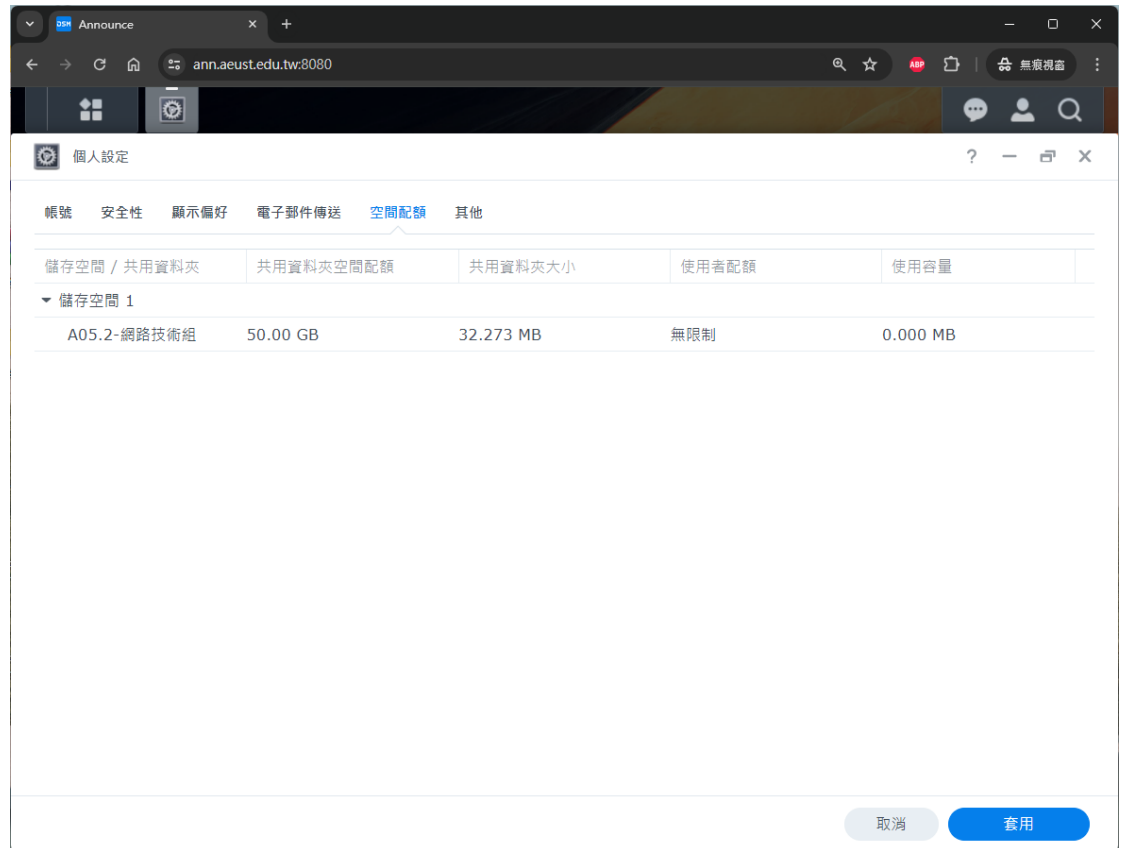 DSM Announce
ann.aeust.edu.tw:8080 ABP 無痕視窗
個人設定
帳號 安全性 顯示偏好 電子郵件傳送 空間配額 其他
儲存空間 / 共用資料夾 共用資料夾空間配額 共用資料夾大小 使用者配額 使用容量
儲存空間 1
A05.2-網路技術組 50.00 GB 32.273 MB 無限制 0.000 MB
取消 套用